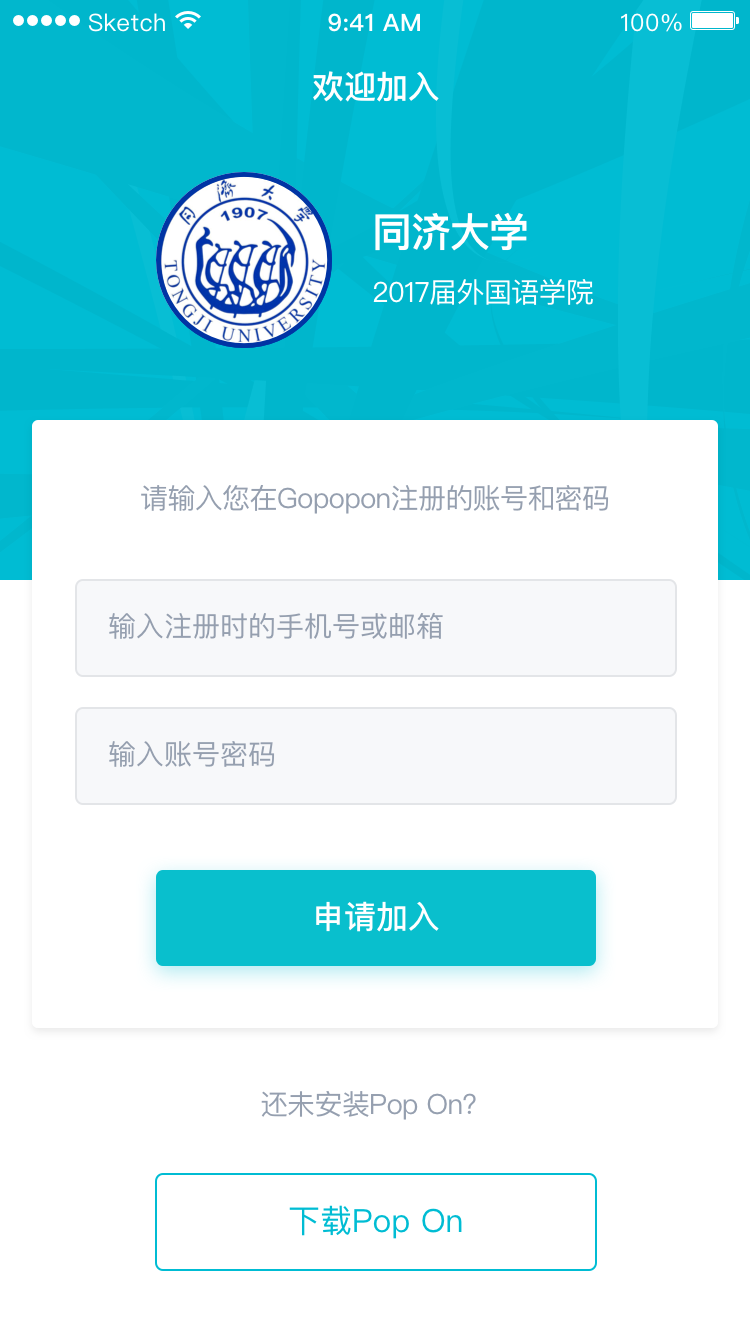 Sketch 9:41 AM 100%
欢迎加入
同濟大學
1907
TONGJI UNIVERSITY
同济大学
2017届外国语学院
请输入您在Gopopon注册的账号和密码
输入注册时的手机号或邮箱
输入账号密码
申请加入
还未安装Pop On?
下载Pop On